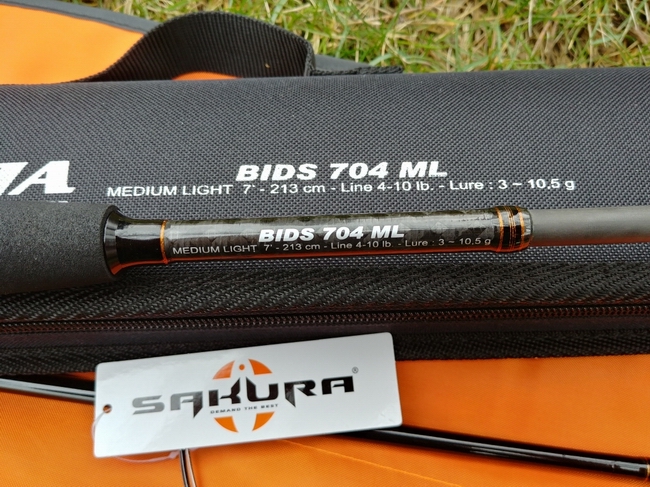 BIDS 704 ML
MEDIUM LIGHT 7' - 213 cm - Line 4-10 lb. - Lure : 3 ~ 10,5 g
BIDS 704 ML
MEDIUM LIGHT 7' - 213 cm - Line 4-10 lb. - Lure : 3 ~ 10,5 g
SAKURA®
DEMAND THE BEST